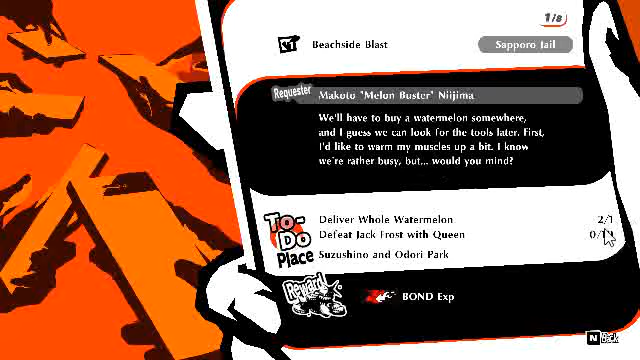 1/8
Beachside Blast
Sapporo Jail
Requester
Makoto "Melon Buster" Niijima
We'll have to buy a watermelon somewhere,
and I guess we can look for the tools later. First,
I'd like to warm my muscles up a bit. I know
we're rather busy, but... would you mind?
To-Do
Deliver Whole Watermelon 2/1
Defeat Jack Frost with Queen
Place
Suzushino and Odori Park
Reward
BOND Exp
N Back